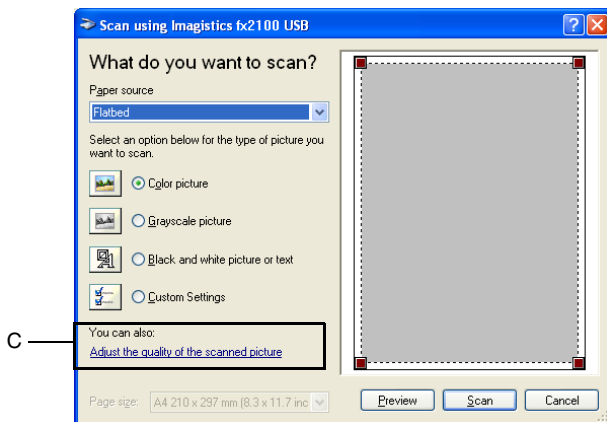 Scan using Imagistics fx2100 USB
What do you want to scan?
Paper source
Flatbed
Select an option below for the type of picture you
want to scan.
Color picture
Grayscale picture
Black and white picture or text
Custom Settings
C
You can also:
Adjust the quality of the scanned picture
Page size: A4 210 x 297 mm (8.3 x 11.7 inc
Preview Scan Cancel